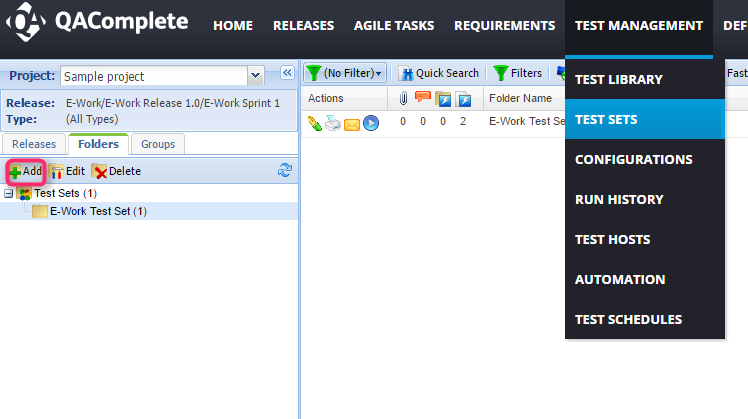 QAComplete HOME RELEASES AGILE TASKS REQUIREMENTS TEST MANAGEMENT DEF
Project: Sample project
Release: E-Work/E-Work Release 1.0/E-Work Sprint 1
Type: (All Types)
Releases Folders Groups
Add Edit Delete
Test Sets (1)
E-Work Test Set (1)
(No Filter) Quick Search Filters Fast
Actions Folder Name
0 0 0 2 E-Work Test Se
TEST LIBRARY
TEST SETS
CONFIGURATIONS
RUN HISTORY
TEST HOSTS
AUTOMATION
TEST SCHEDULES